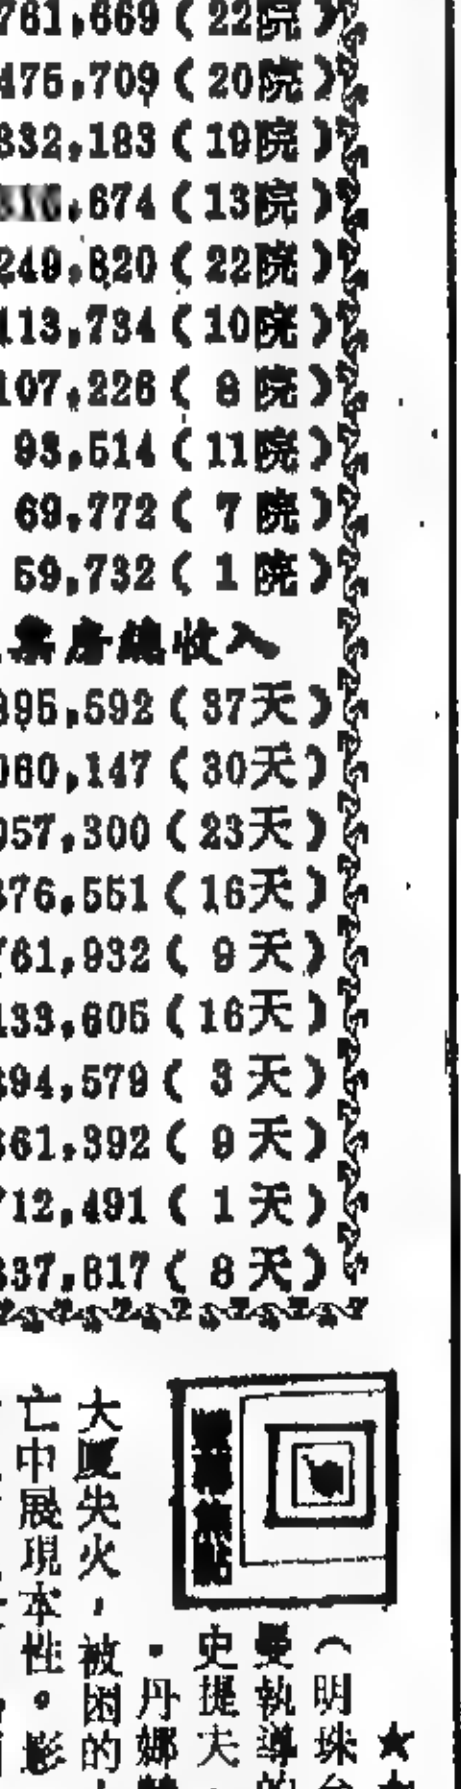 761,669 ( 22院 )
475,709 ( 20院 )
332,183 ( 19院 )
,674 ( 13院 )
249,820 ( 22院 )
113,734 ( 10院 )
107,226 ( 8 院 )
93,514 ( 11院 )
69,772 ( 7 院 )
59,732 ( 1 院 )
票房總收入
395,592 ( 37天 )
060,147 ( 30天 )
057,300 ( 23天 )
376,551 ( 16天 )
761,932 ( 9 天 )
133,605 ( 16天 )
394,579 ( 3 天 )
361,392 ( 9 天 )
712,491 ( 1 天 )
337,617 ( 8 天 )
★
(明珠台
曼執導的
史提夫·
·丹娜
大廈失火,被困的
亡中展現本性。影